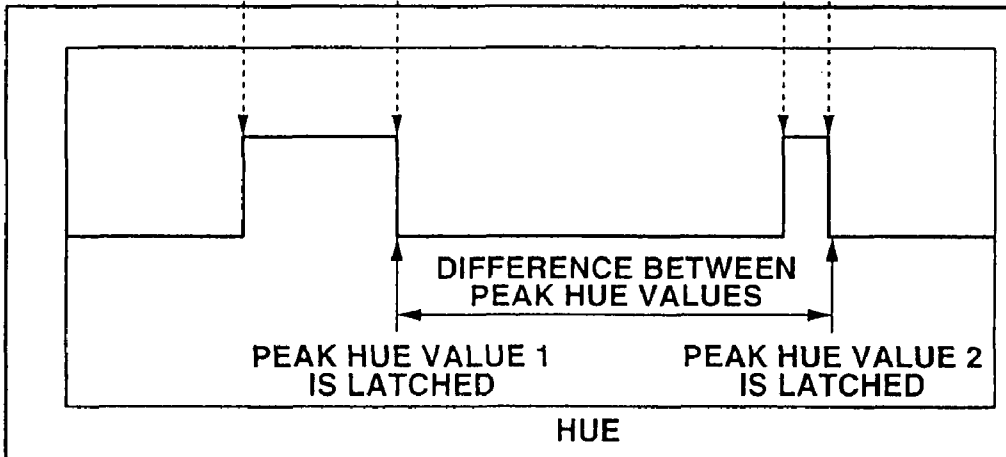 DIFFERENCE BETWEEN
PEAK HUE VALUES
PEAK HUE VALUE 1
IS LATCHED
PEAK HUE VALUE 2
IS LATCHED
HUE